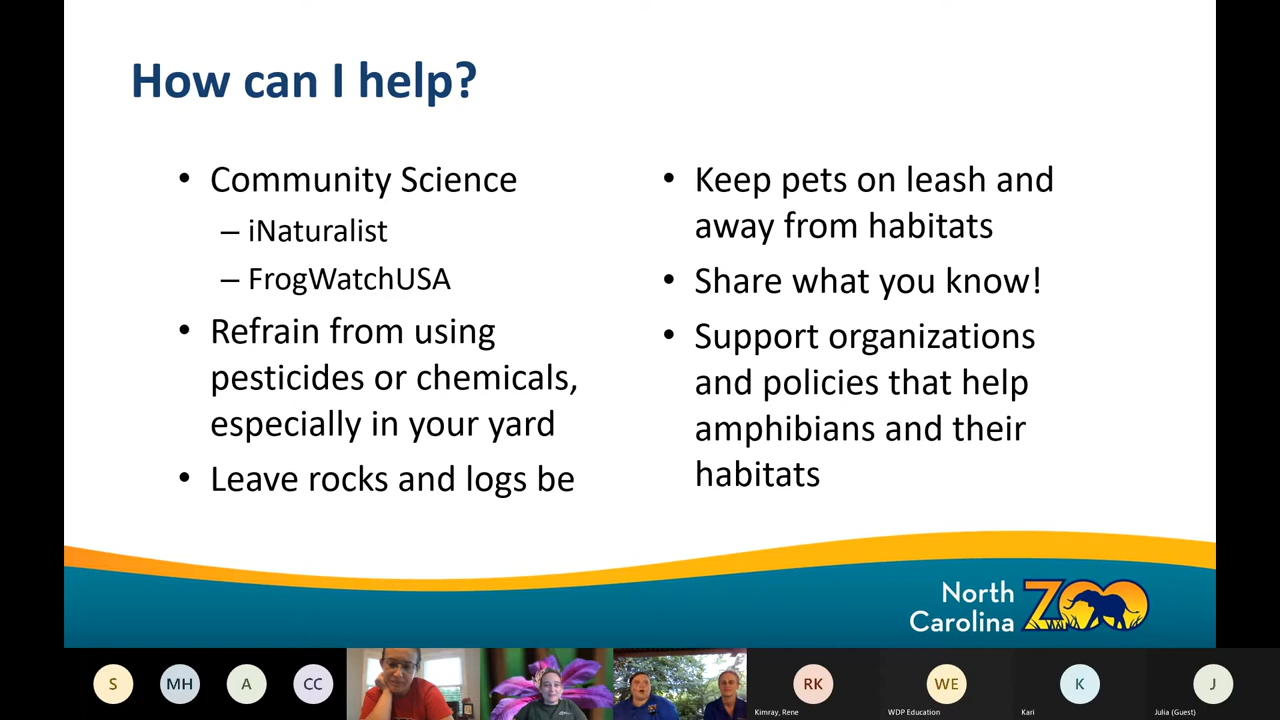 How can I help?
• Community Science
– iNaturalist
– FrogWatchUSA
• Refrain from using
pesticides or chemicals,
especially in your yard
• Leave rocks and logs be
• Keep pets on leash and
away from habitats
• Share what you know!
• Support organizations
and policies that help
amphibians and their
habitats
North
Carolina
ZOO
S
MH
A
CC
RK
WE
K
J
Kimray, Rene
WDP Education
Kari
Julia (Guest)